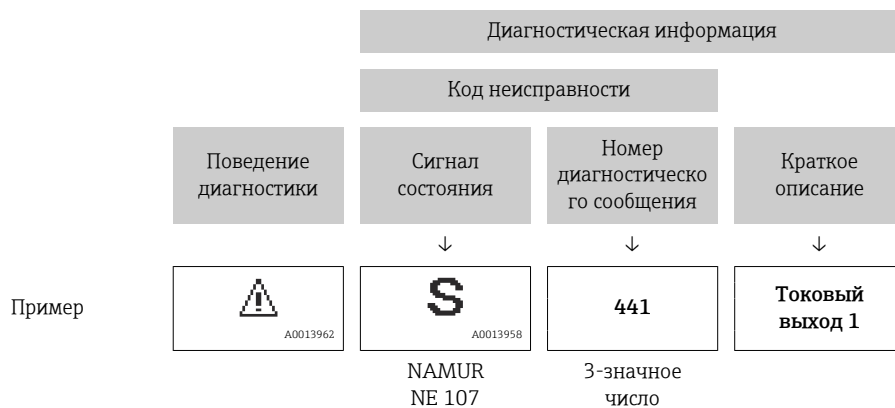 Диагностическая информация
Код неисправности
Поведение
диагностики
Сигнал
состояния
Номер
диагностическо
го сообщения
Краткое
описание
↓
↓
↓
Пример
A0013962
S
A0013958
441
Токовый
выход 1
NAMUR
NE 107
3-значное
число